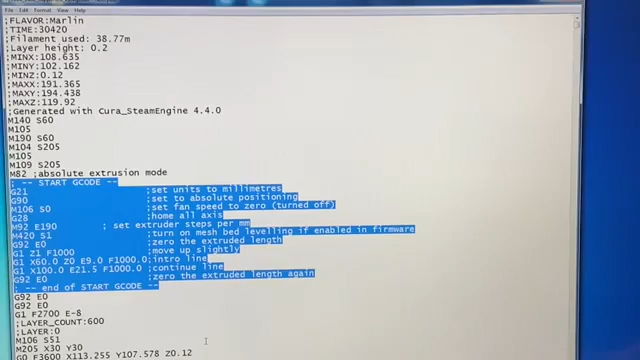 File Edit Format View Help
;FLAVOR:Marlin
;TIME:30420
;Filament used: 38.77m
;Layer height: 0.2
;MINX:108.635
;MINY:102.162
;MINZ:0.12
;MAXX:191.365
;MAXY:194.438
;MAXZ:119.92
;Generated with Cura_SteamEngine 4.4.0
M140 S60
M105
M190 S60
M104 S205
M105
M109 S205
M82 ;absolute extrusion mode
; -- START GCODE --
G21 ;set units to millimetres
G90 ;set to absolute positioning
M106 S0 ;set fan speed to zero (turned off)
G28 ;home all axis
M92 E190 ; set extruder steps per mm
M420 S1 ;turn on mesh bed levelling if enabled in firmware
G92 E0 ;zero the extruded length
G1 Z1 F1000 ;move up slightly
G1 X60.0 Z0 E9.0 F1000.0;intro line
G1 X100.0 E21.5 F1000.0 ;continue line
G92 E0 ;zero the extruded length again
; -- end of START GCODE --
G92 E0
G92 E0
G1 F2700 E-8
;LAYER_COUNT:600
;LAYER:0
M106 S51
M205 X30 Y30
G0 F3600 X113.255 Y107.578 Z0.12